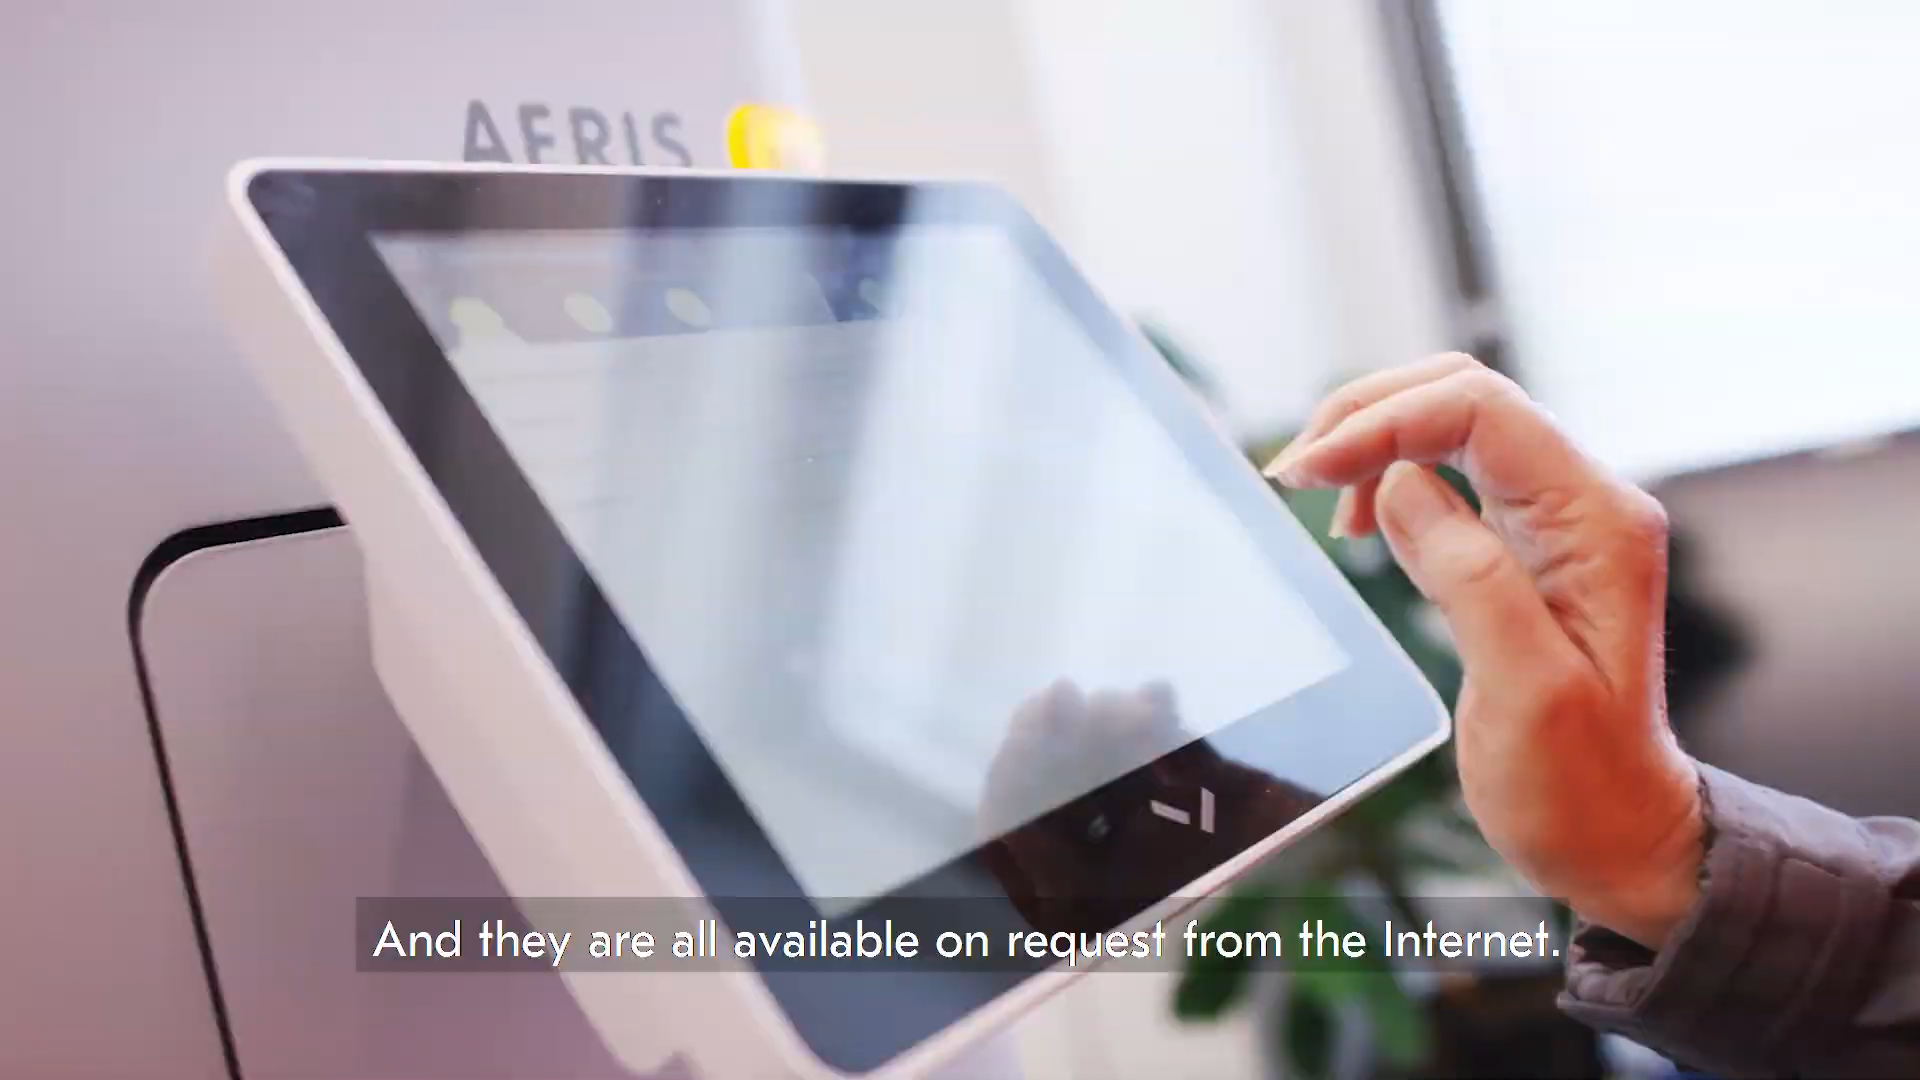 AERIS
And they are all available on request from the Internet.